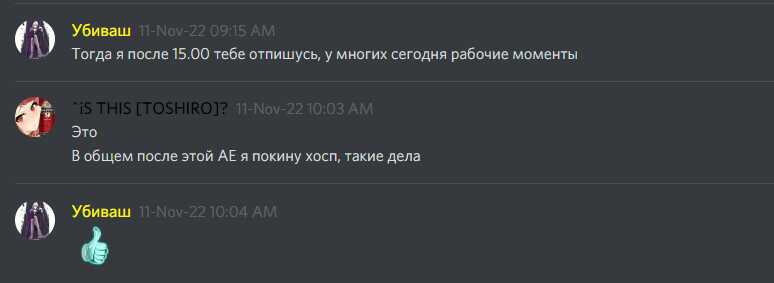 Убиваш 11-Nov-22 09:15 AM
Тогда я после 15.00 тебе отпишусь, у многих сегодня рабочие моменты
`iS THIS [TOSHIRO]? 11-Nov-22 10:03 AM
Это
В общем после этой АЕ я покину хосп, такие дела
Убиваш 11-Nov-22 10:04 AM